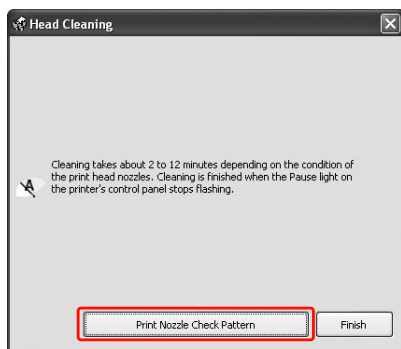 Head Cleaning
Cleaning takes about 2 to 12 minutes depending on the condition of
the print head nozzles. Cleaning is finished when the Pause light on
the printer's control panel stops flashing.
Print Nozzle Check Pattern
Finish